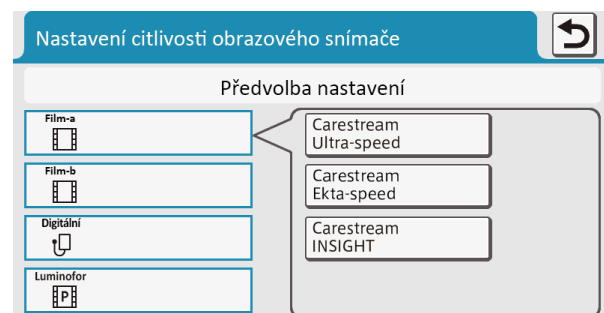 Nastavení citlivosti obrazového snímače
Předvolba nastavení
Film-a
Film-b
Digitální
Luminofor
P
Carestream
Ultra-speed
Carestream
Ekta-speed
Carestream
INSIGHT